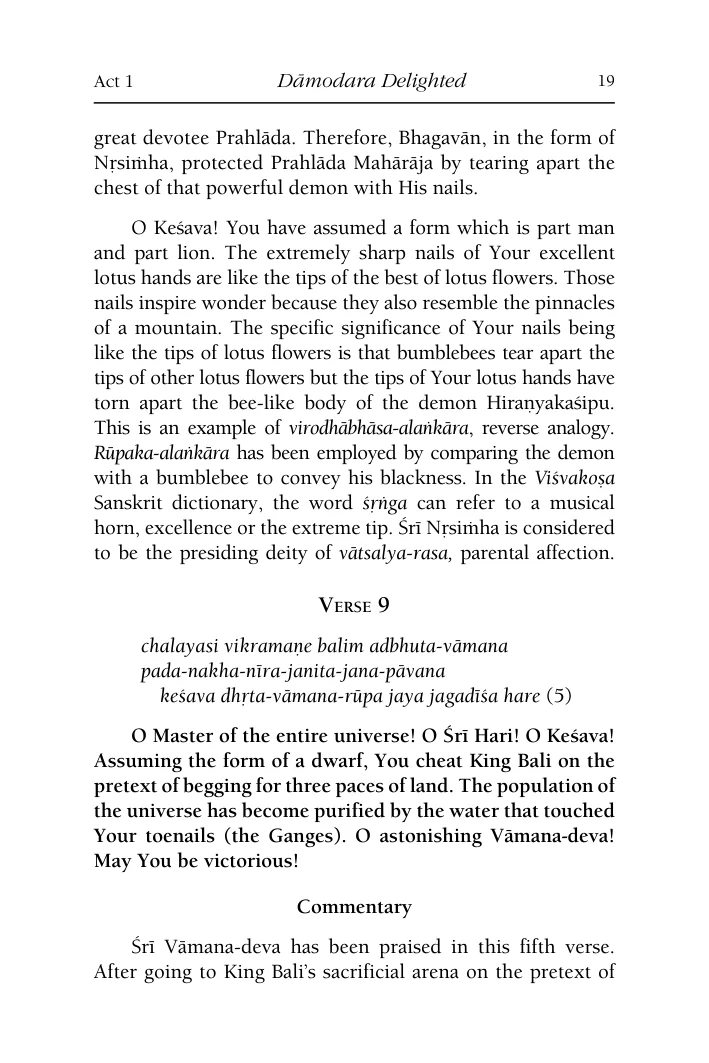 Act 1 Dāmodara Delighted 19
great devotee Prahlāda. Therefore, Bhagavān, in the form of
Nṛsiṁha, protected Prahlāda Mahārāja by tearing apart the
chest of that powerful demon with His nails.
O Keśava! You have assumed a form which is part man
and part lion. The extremely sharp nails of Your excellent
lotus hands are like the tips of the best of lotus flowers. Those
nails inspire wonder because they also resemble the pinnacles
of a mountain. The specific significance of Your nails being
like the tips of lotus flowers is that bumblebees tear apart the
tips of other lotus flowers but the tips of Your lotus hands have
torn apart the bee-like body of the demon Hiraṇyakaśipu.
This is an example of virodhābhāsa-alaṅkāra, reverse analogy.
Rūpaka-alaṅkāra has been employed by comparing the demon
with a bumblebee to convey his blackness. In the Viśvakoṣa
Sanskrit dictionary, the word śṛṅga can refer to a musical
horn, excellence or the extreme tip. Śrī Nṛsiṁha is considered
to be the presiding deity of vātsalya-rasa, parental affection.
Verse 9
chalayasi vikramaṇe balim adbhuta-vāmana
pada-nakha-nīra-janita-jana-pāvana
keśava dhṛta-vāmana-rūpa jaya jagadīśa hare (5)
O Master of the entire universe! O Śrī Hari! O Keśava!
Assuming the form of a dwarf, You cheat King Bali on the
pretext of begging for three paces of land. The population of
the universe has become purified by the water that touched
Your toenails (the Ganges). O astonishing Vāmana-deva!
May You be victorious!
Commentary
Śrī Vāmana-deva has been praised in this fifth verse.
After going to King Bali's sacrificial arena on the pretext of